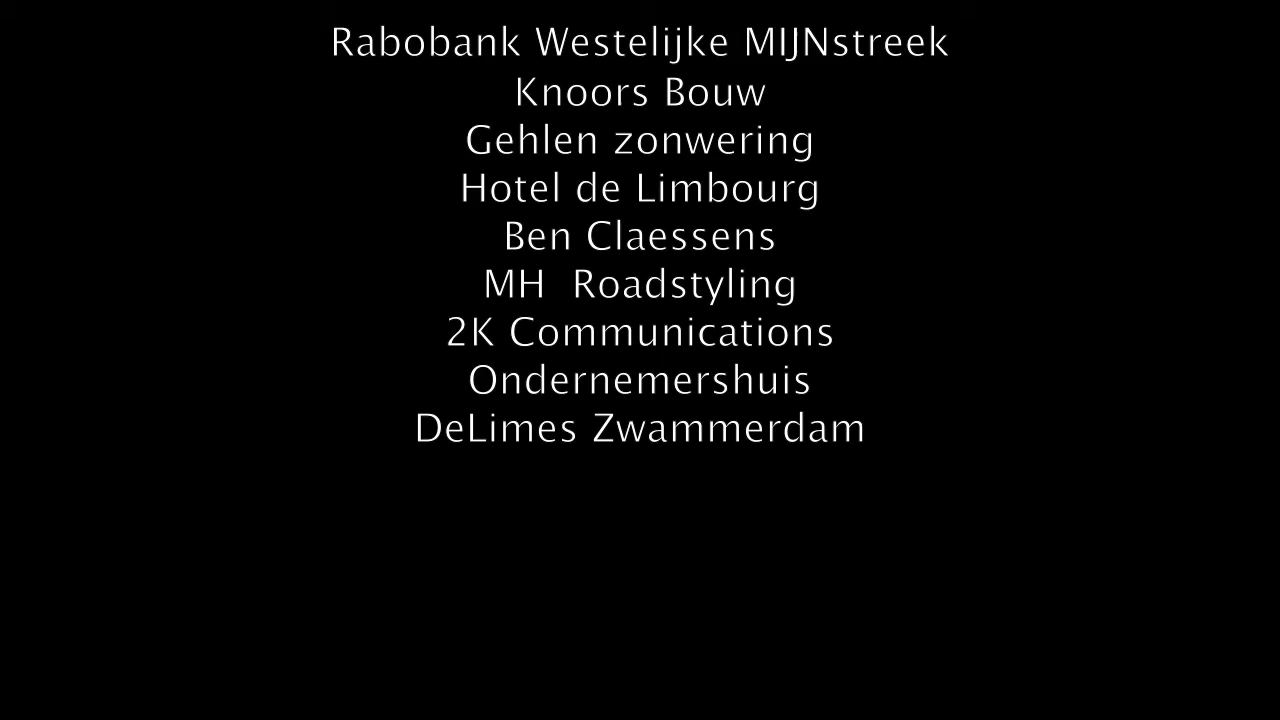 Rabobank Westelijke MIJNstreek
Knoors Bouw
Gehlen zonwering
Hotel de Limbourg
Ben Claessens
MH  Roadstyling
2K Communications
Ondernemershuis
DeLimes Zwammerdam